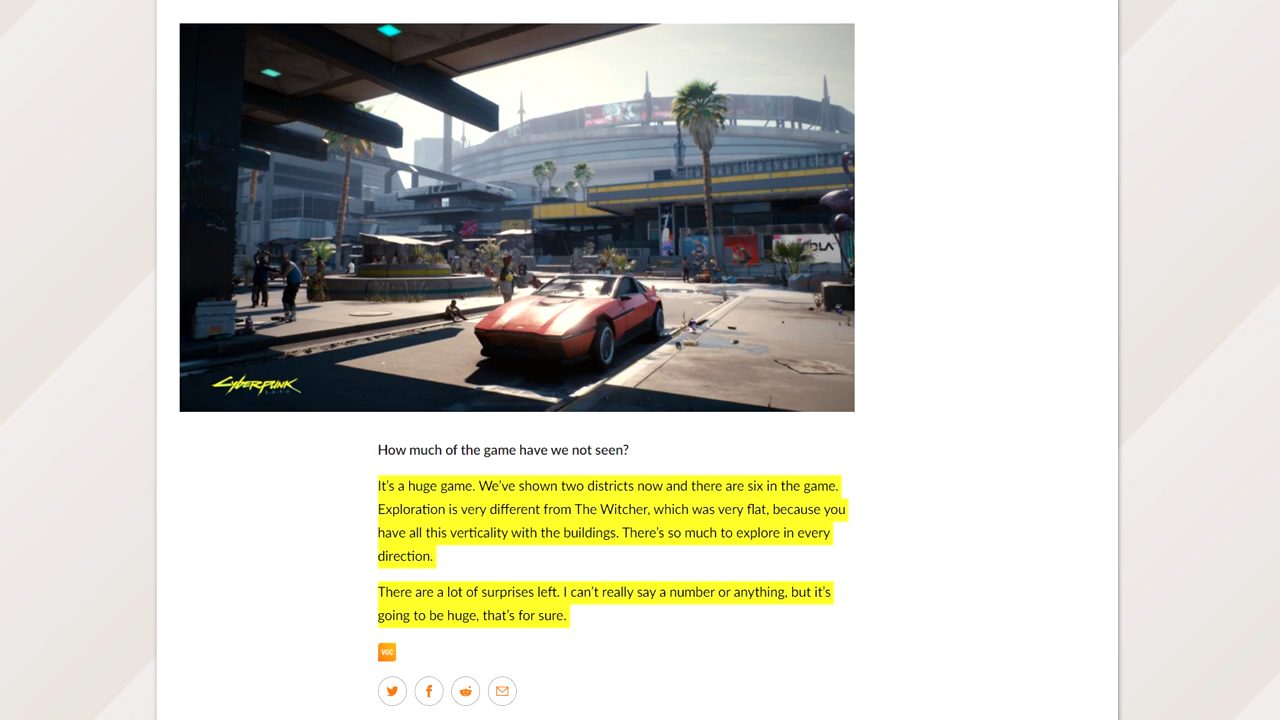 CYBERPUNK
How much of the game have we not seen?
It's a huge game. We've shown two districts now and there are six in the game.
Exploration is very different from The Witcher, which was very flat, because you
have all this verticality with the buildings. There's so much to explore in every
direction.
There are a lot of surprises left. I can't really say a number or anything, but it's
going to be huge, that's for sure.
VGC